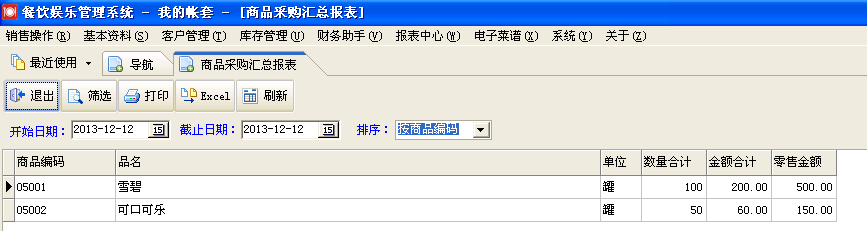 餐饮娱乐管理系统 - 我的帐套 - [商品采购汇总报表]
销售操作(R) 基本资料(S) 客户管理(T) 库存管理(U) 财务助手(V) 报表中心(W) 电子菜谱(X) 系统(Y) 关于(Z)
最近使用 导航 商品采购汇总报表
退出 筛选 打印 Excel 刷新
开始日期: 2013-12-12 15 截止日期: 2013-12-12 15 排序: 按商品编码
商品编码 品名 单位 数量合计 金额合计 零售金额
05001 雪碧 罐 100 200.00 500.00
05002 可口可乐 罐 50 60.00 150.00